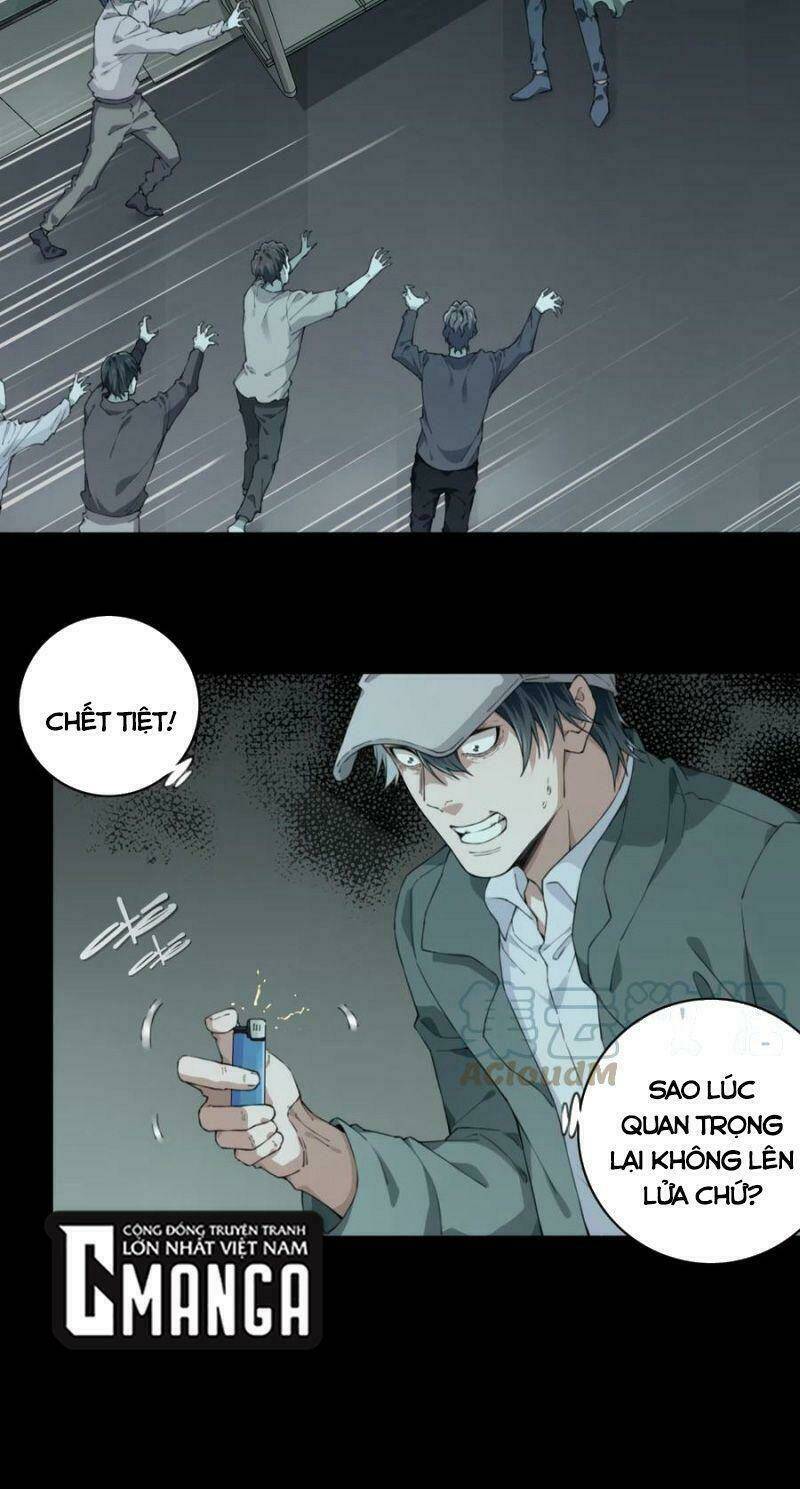 CHẾT TIỆT!
SAO LÚC
QUAN TRỌNG
LẠI KHÔNG LÊN
LỬA CHỨ?
ACloudM
CỘNG ĐỒNG TRUYỆN TRANH
LỚN NHẤT VIỆT NAM
CMANGA